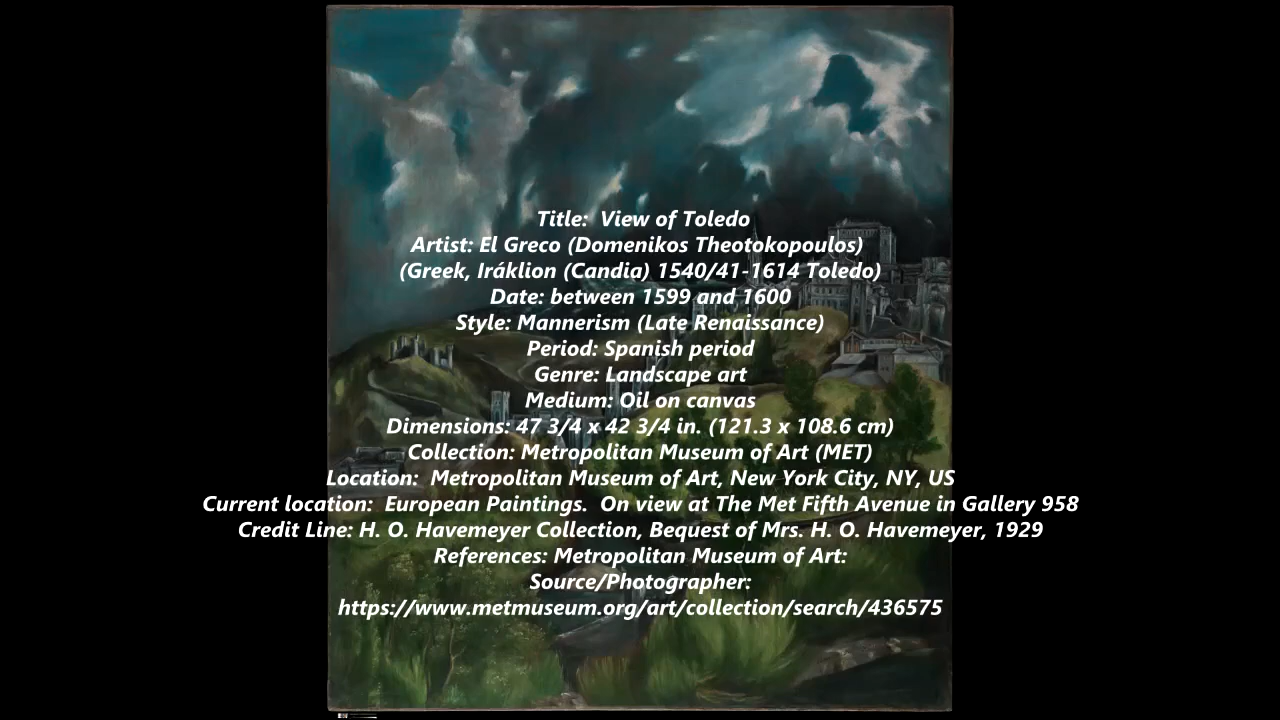 Title:  View of Toledo
Artist: El Greco (Domenikos Theotokopoulos)
(Greek, Iráklion (Candia) 1540/41-1614 Toledo)
Date: between 1599 and 1600
Style: Mannerism (Late Renaissance)
Period: Spanish period
Genre: Landscape art
Medium: Oil on canvas
Dimensions: 47 3/4 x 42 3/4 in. (121.3 x 108.6 cm)
Collection: Metropolitan Museum of Art (MET)
Location:  Metropolitan Museum of Art, New York City, NY, US
Current location:  European Paintings.  On view at The Met Fifth Avenue in Gallery 958
Credit Line: H. O. Havemeyer Collection, Bequest of Mrs. H. O. Havemeyer, 1929
References: Metropolitan Museum of Art:
Source/Photographer:
https://www.metmuseum.org/art/collection/search/436575